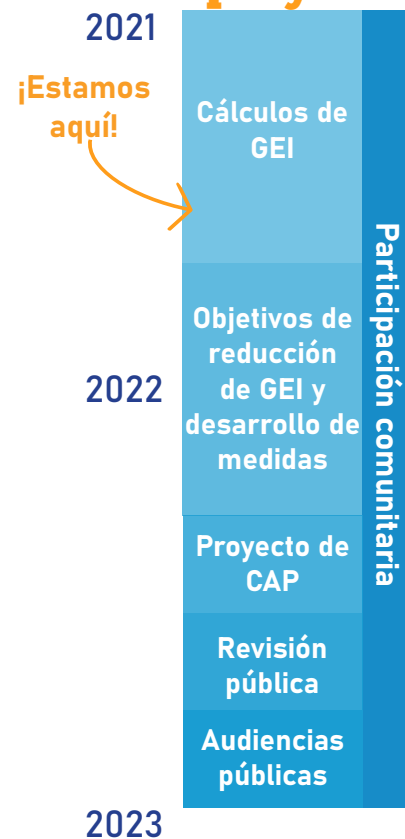 2021
¡Estamos
aquí!
Cálculos de
GEI
Objetivos de
reducción
de GEI y
desarrollo de
medidas
2022
Proyecto de
CAP
Revisión
pública
Audiencias
públicas
2023
Participación comunitaria